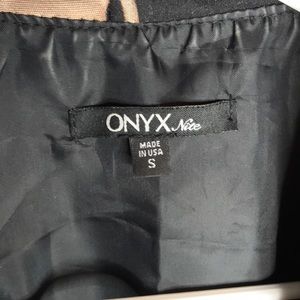 ONYX Nite
MADE
IN USA
S